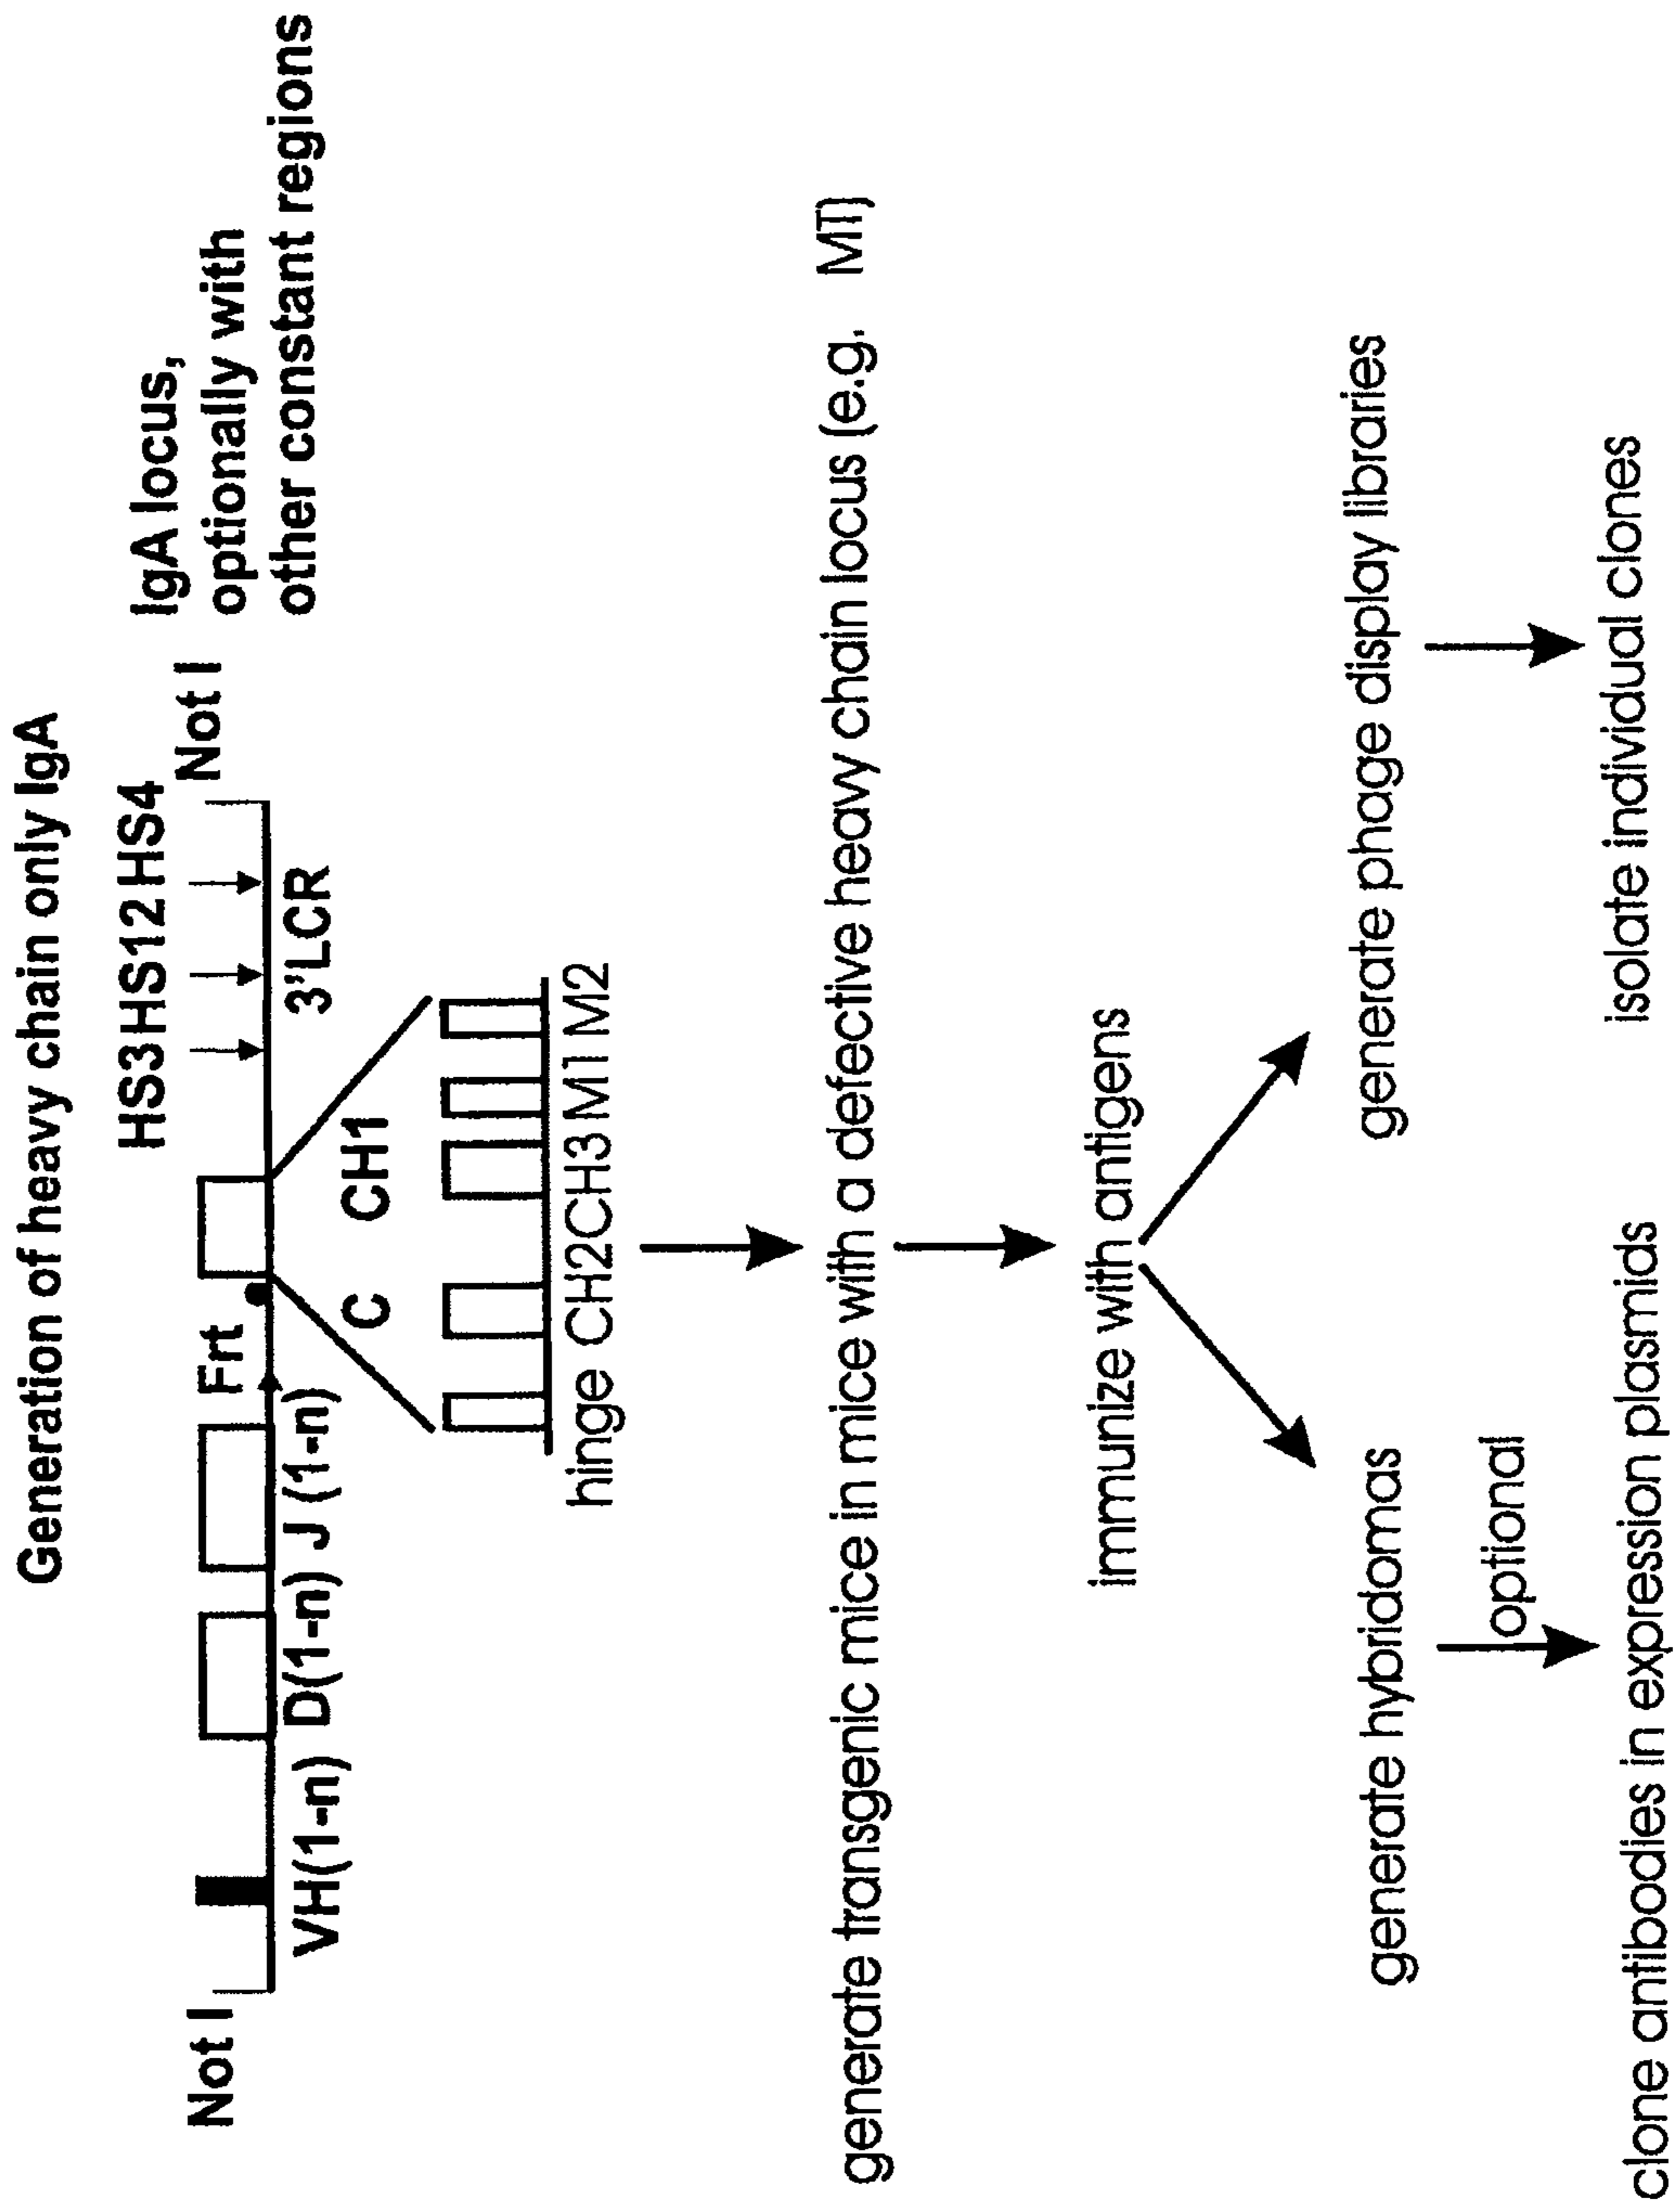 Generation of heavy chain only IgA
HS3 HS12 HS4
Not I
Frt
Not I
IgA locus,
optionally with
other constant regions
VH(1-n) D(1-n) J (1-n)
3'LCR
C CH1
hinge CH2 CH3 M1 M2
generate transgenic mice in mice with a defective heavy chain locus (e.g. MT)
immunize with antigens
generate hybridomas
generate phage display libraries
optional
clone antibodies in expression plasmids
isolate individual clones